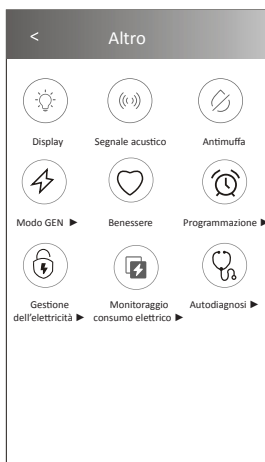 < Altro
Display Segnale acustico Antimuffa
Modo GEN ► Benessere Programmazione ►
Gestione Monitoraggio Autodiagnosi ►
dell'elettricità ► consumo elettrico ►